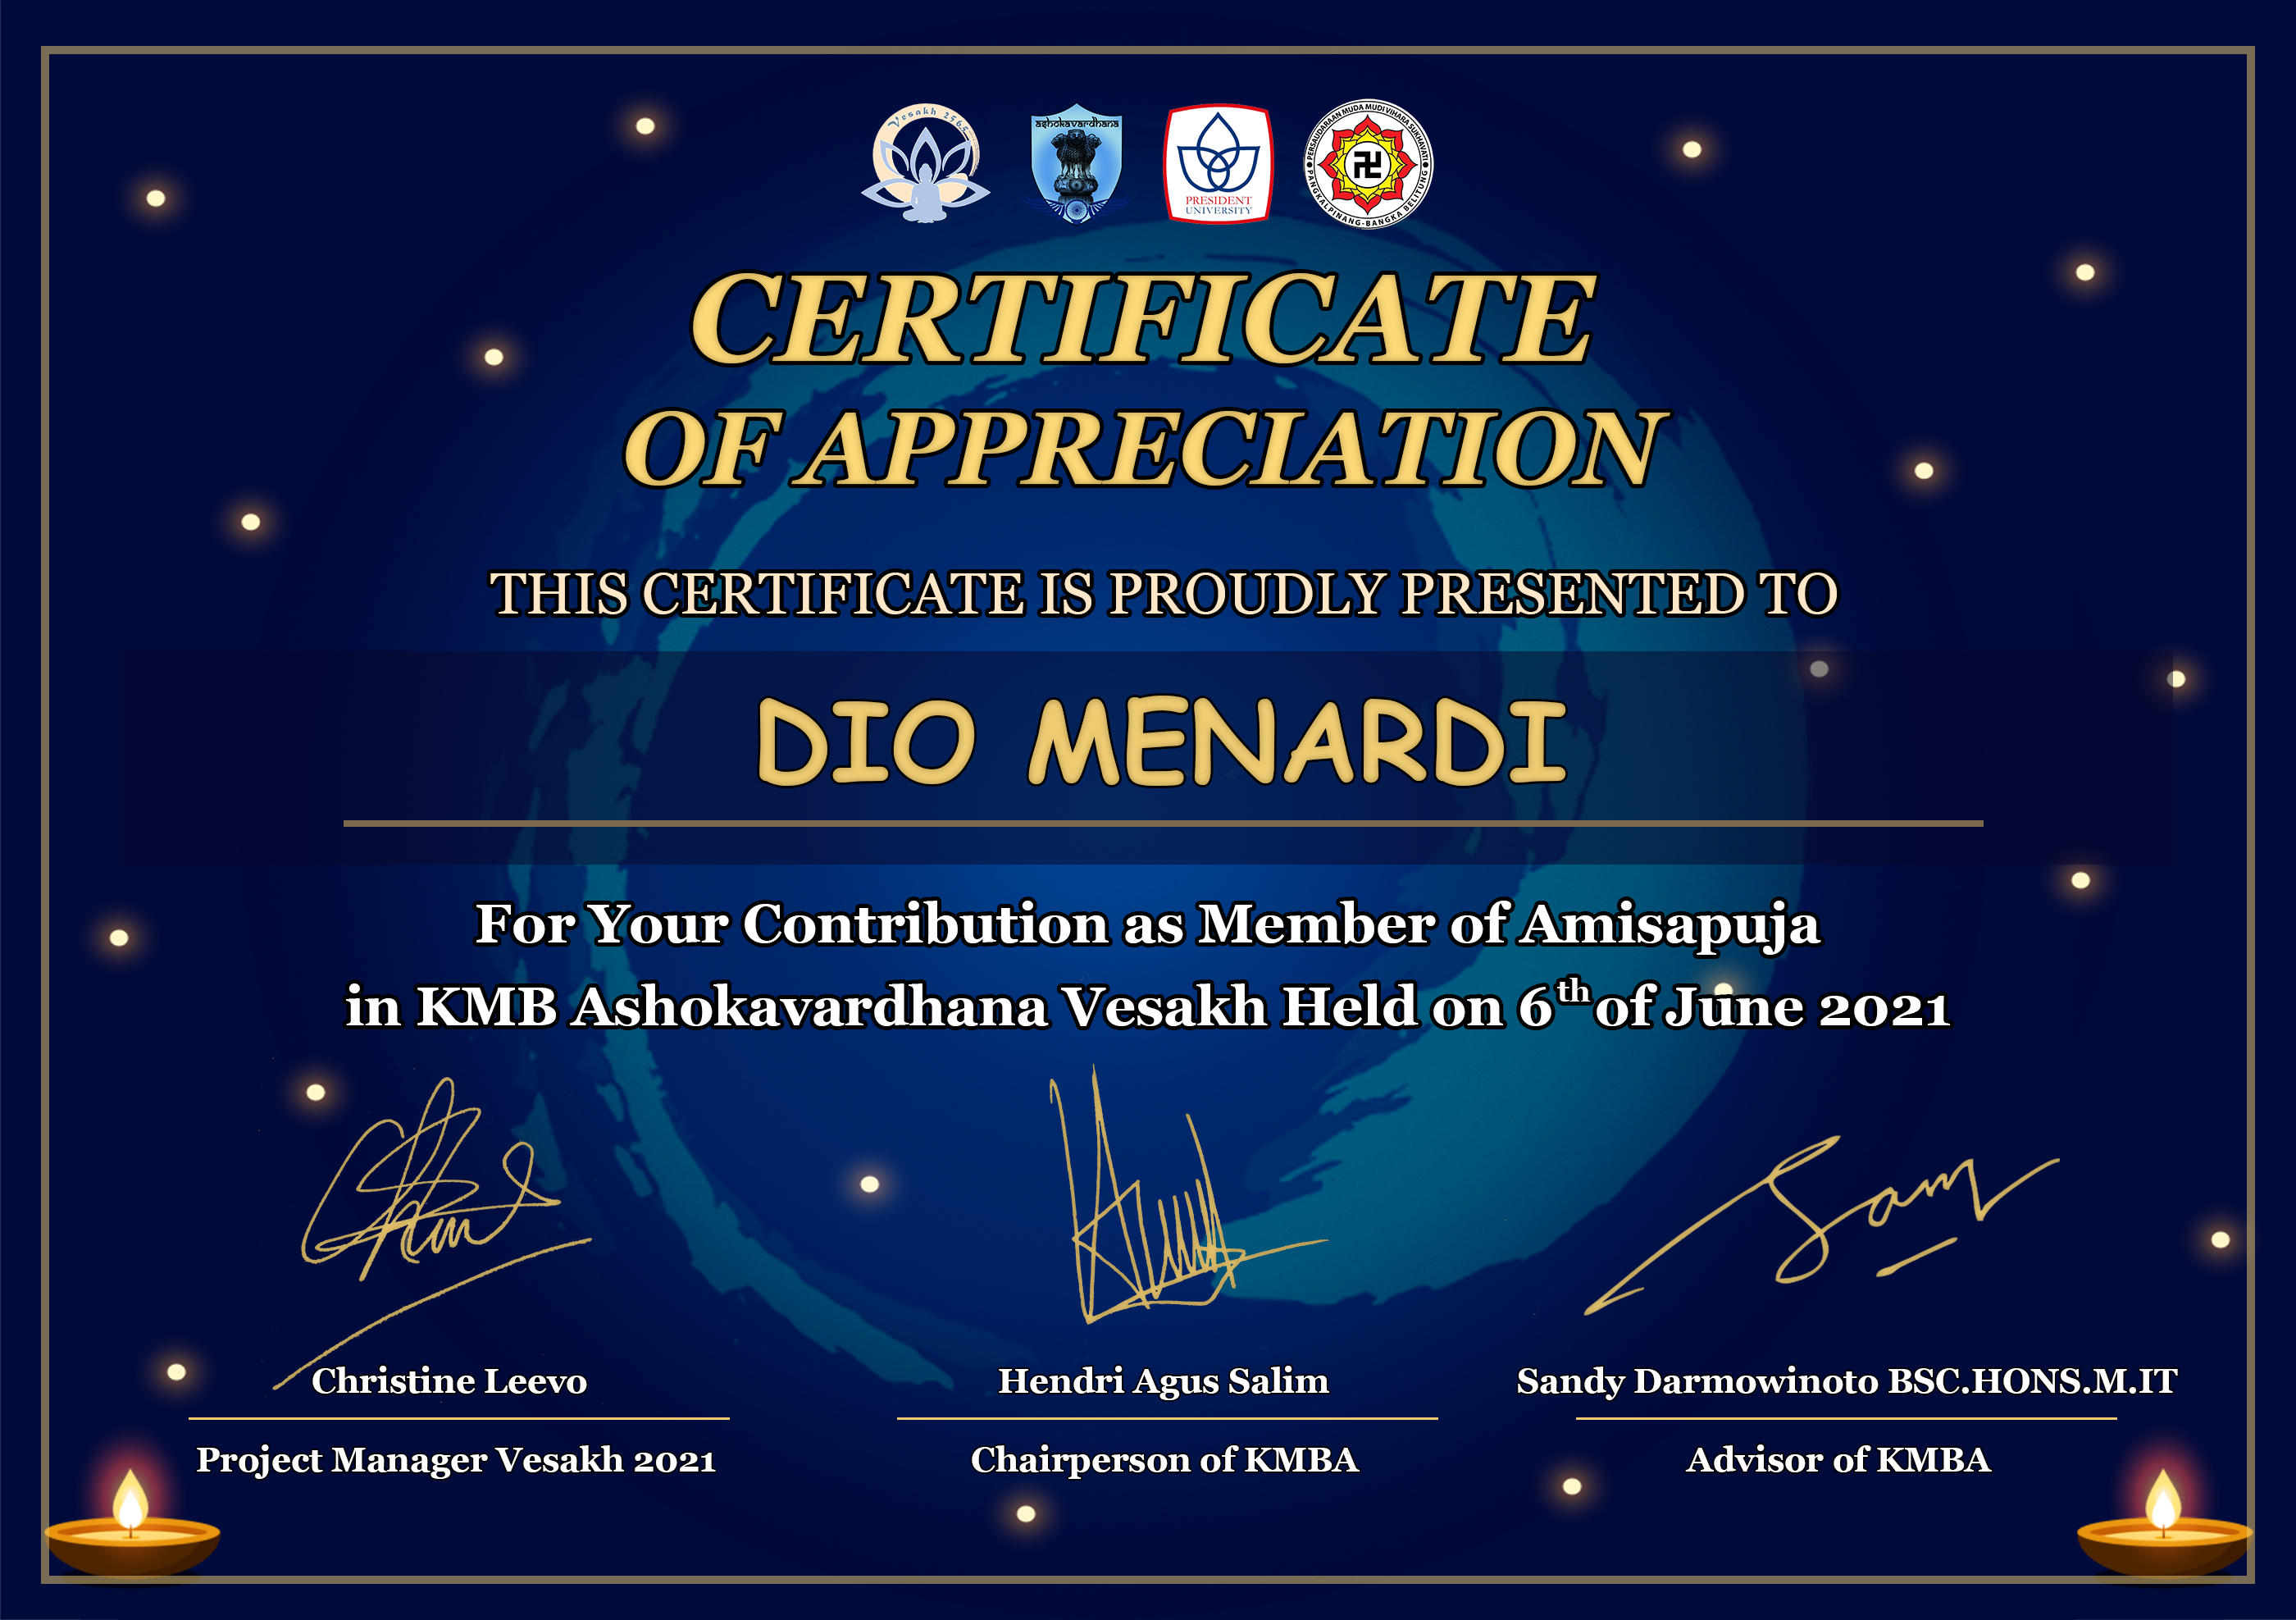 Vesakh 2565
ashokavardhana
PRESIDENT
UNIVERSITY
PERSAUDARAAN MUDA MUDI VIHARA SUKHAVATI
PANGKALPINANG-BANGKA BELITUNG
CERTIFICATE
OF APPRECIATION
THIS CERTIFICATE IS PROUDLY PRESENTED TO
DIO MENARDI
For Your Contribution as Member of Amisapuja
in KMB Ashokavardhana Vesakh Held on 6th of June 2021
Christine Leevo
Hendri Agus Salim
Sandy Darmowinoto BSC.HONS.M.IT
Project Manager Vesakh 2021
Chairperson of KMBA
Advisor of KMBA